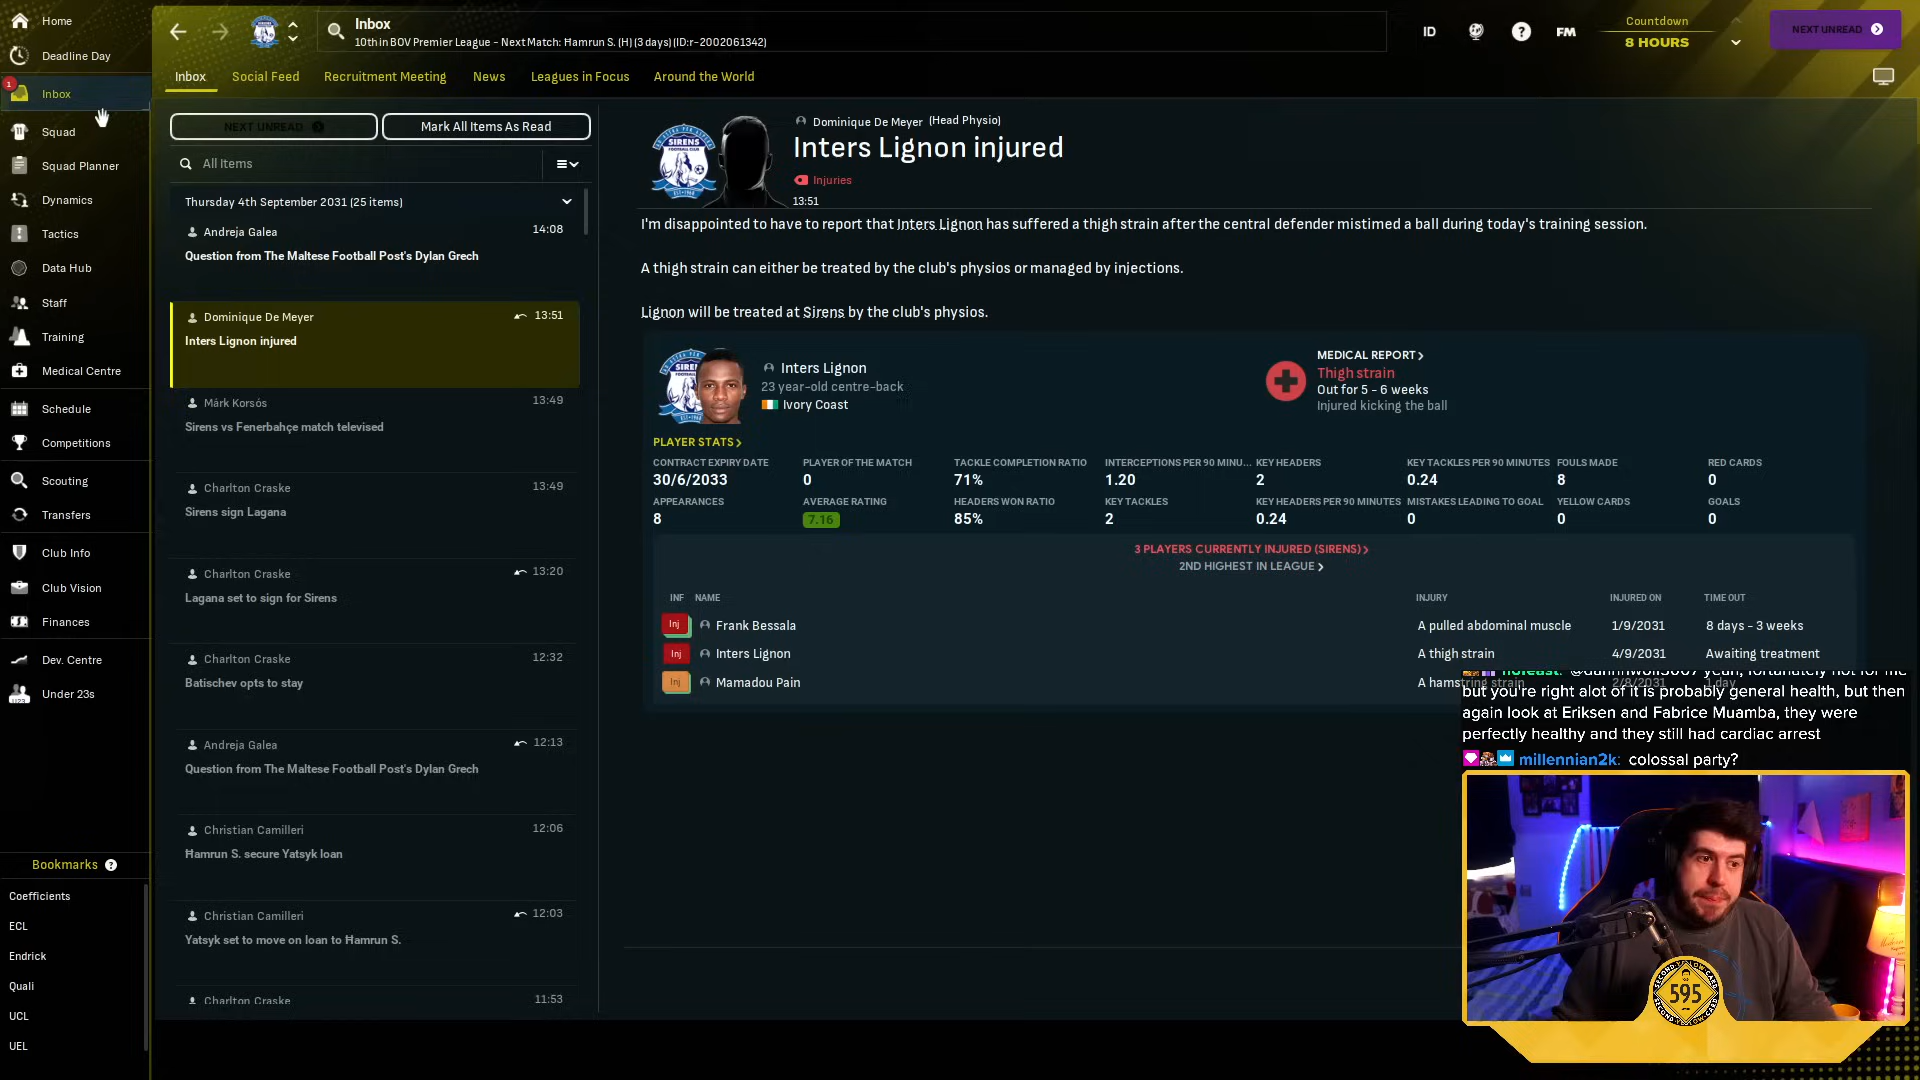 Home
Deadline Day
1
Inbox
Squad
Squad Planner
Dynamics
Tactics
Data Hub
Staff
Training
Medical Centre
Schedule
Competitions
Scouting
Transfers
Club Info
Club Vision
Finances
Dev. Centre
Under 23s
Bookmarks ?
Coefficients
ECL
Endrick
Quali
UCL
UEL
Inbox
10th in BOV Premier League - Next Match: Ħamrun S. (H) (3 days) (ID:r-2002061342)
ID
?
FM
Countdown
8 HOURS
NEXT UNREAD
Inbox Social Feed Recruitment Meeting News Leagues in Focus Around the World
NEXT UNREAD
Mark All Items As Read
All Items
Thursday 4th September 2031 (25 items)
Andreja Galea 14:08
Question from The Maltese Football Post's Dylan Grech
Dominique De Meyer 13:51
Inters Lignon injured
Márk Korsós 13:49
Sirens vs Fenerbahçe match televised
Charlton Craske 13:49
Sirens sign Lagana
Charlton Craske 13:20
Lagana set to sign for Sirens
Charlton Craske 12:32
Batischev opts to stay
Andreja Galea 12:13
Question from The Maltese Football Post's Dylan Grech
Christian Camilleri 12:06
Ħamrun S. secure Yatsyk loan
Christian Camilleri 12:03
Yatsyk set to move on loan to Ħamrun S.
Charlton Craske 11:53
SIRENS
Dominique De Meyer (Head Physio)
Inters Lignon injured
Injuries
13:51
I'm disappointed to have to report that Inters Lignon has suffered a thigh strain after the central defender mistimed a ball during today's training session.
A thigh strain can either be treated by the club's physios or managed by injections.
Lignon will be treated at Sirens by the club's physios.
Inters Lignon
23 year-old centre-back
Ivory Coast
MEDICAL REPORT
Thigh strain
Out for 5 - 6 weeks
Injured kicking the ball
PLAYER STATS
CONTRACT EXPIRY DATE PLAYER OF THE MATCH TACKLE COMPLETION RATIO INTERCEPTIONS PER 90 MINU... KEY HEADERS KEY TACKLES PER 90 MINUTES FOULS MADE RED CARDS
30/6/2033 0 71% 1.20 2 0.24 8 0
APPEARANCES AVERAGE RATING HEADERS WON RATIO KEY TACKLES KEY HEADERS PER 90 MINUTES MISTAKES LEADING TO GOAL YELLOW CARDS GOALS
8 7.16 85% 2 0.24 0 0 0
3 PLAYERS CURRENTLY INJURED (SIRENS)
2ND HIGHEST IN LEAGUE
INF NAME INJURY INJURED ON TIME OUT
Inj Frank Bessala A pulled abdominal muscle 1/9/2031 8 days - 3 weeks
Inj Inters Lignon A thigh strain 4/9/2031 Awaiting treatment
Inj Mamadou Pain A hamstring strain 2/8/2031 1 day
but you're right alot of it is probably general health, but then
again look at Eriksen and Fabrice Muamba, they were
perfectly healthy and they still had cardiac arrest
millennian2k: colossal party?
SECOND YELLOW CARD
595